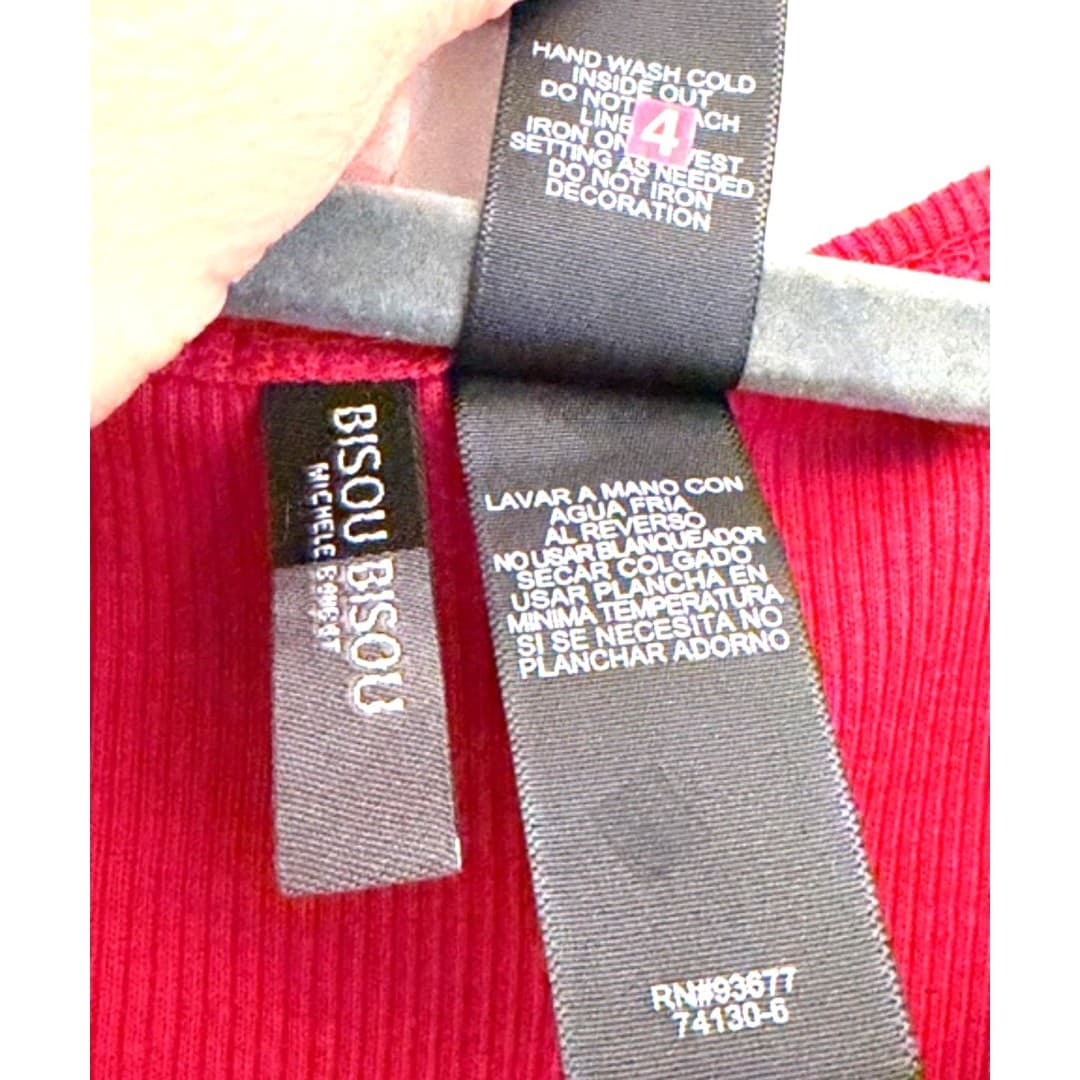 HAND WASH COLD
INSIDE OUT
DO NOT
LINE
IRON ON
SETTING AS NEEDED
DO NOT IRON
DECORATION
4
BISOU BISOU
MICHELE
LAVAR A MANO CON
AGUA FRIA
AL REVERSO
NO USAR BLANQUEADOR
SECAR COLGADO
USAR PLANCHA EN
MINIMA TEMPERATURA
SI SE NECESITA NO
PLANCHAR ADORNO
RN#93677
74130-6